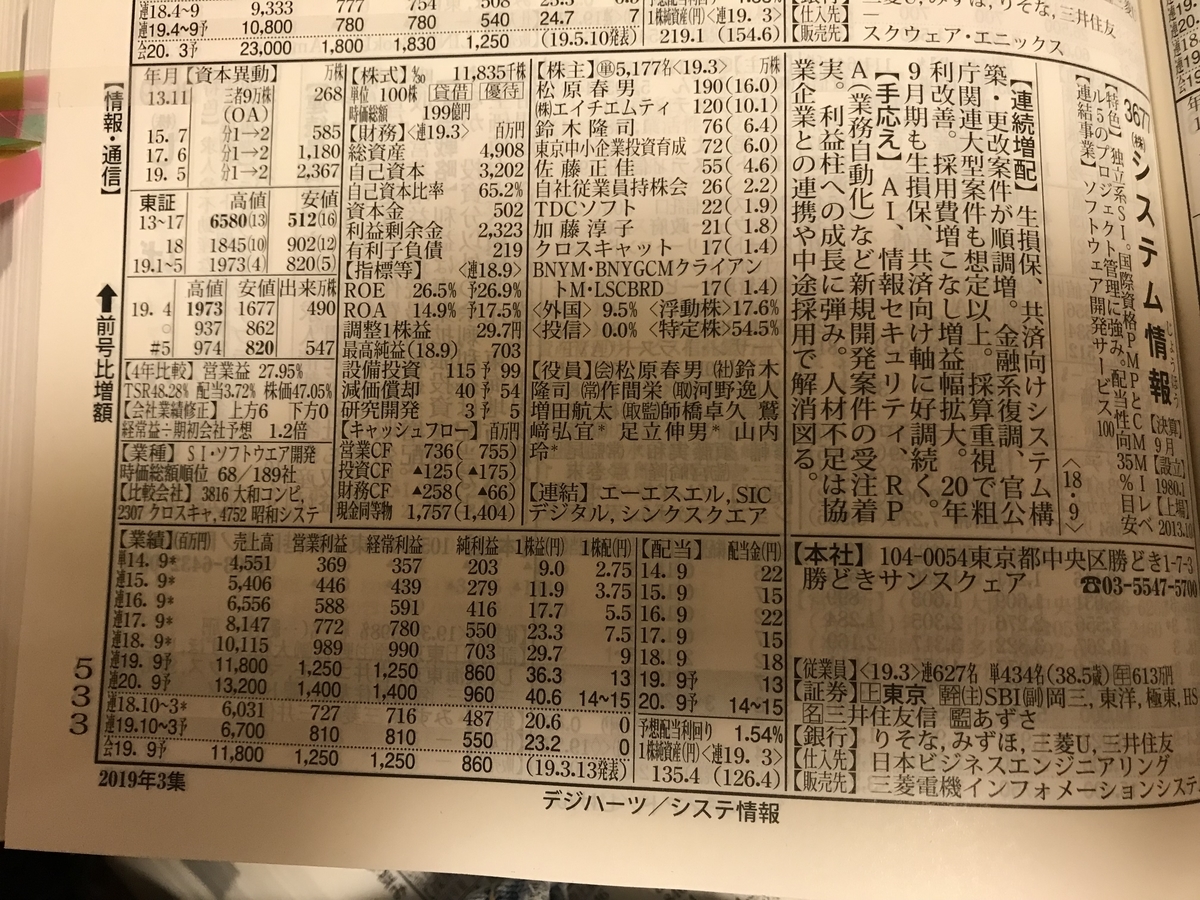 連18.4~9 9,333 777 754 508
連19.4~9予 10,800 780 780 540 24.7 7
会20. 3予 23,000 1,800 1,830 1,250 (19.5.10発表)
1株純資産(円)<連19. 3>
219.1 (154.6)
【仕入先】 −
【販売先】 スクウェア・エニックス
【情報・通信】
↑前号比増額
3677 ㈱システム情報
じょうほう
【決算】9月
【設立】1980.1
【上場】2013.10
【特色】独立系SI。国際資格PMPとCMMIレベ
ル5のプロジェクト管理に強み。配当性向35%目安
【連結事業】ソフトウェア開発サービス100
<18・9>
【連続増配】生損保、共済向けシステム構
築・更改案件が順調増。金融系復調、官公
庁関連大型案件も想定以上。採算重視で粗
利改善。採用費増こなし増益幅拡大。20年
9月期も生損保、共済向け軸に好調続く。
【手応え】AI、情報セキュリティ、RP
A(業務自動化)など新規開発案件の受注着
実。利益柱への成長に弾み。人材不足は協
業企業との連携や中途採用で解消図る。
【本社】 104-0054東京都中央区勝どき1-7-3
勝どきサンスクェア ☎03-5547-5700
【従業員】<19.3>連627名 単434名(38.5歳)㊥613万円
【証券】上東京 幹(主)SBI(副)岡三, 東洋, 極東, HS
名三井住友信 監あずさ
【銀行】りそな, みずほ, 三菱U, 三井住友
【仕入先】日本ビジネスエンジニアリング
【販売先】三菱電機インフォメーションシステム
【株主】㊥5,177名<19.3> 万株
松原春男 190(16.0)
㈱エイチエムティ 120(10.1)
鈴木隆司 76( 6.4)
東京中小企業投資育成 72( 6.0)
佐藤正佳 55( 4.6)
自社従業員持株会 26( 2.2)
TDCソフト 22( 1.9)
加藤淳子 21( 1.8)
クロスキャット 17( 1.4)
BNYM・BNYGCMクライアン
トM・LSCBRD 17( 1.4)
<外国> 9.5% <浮動株>17.6%
<投信> 0.0% <特定株>54.5%
【役員】(会)松原春男 (社)鈴木
隆司 (常)作間栄 (取)河野逸人
増田航太 (取監)師橋卓久 鷲
﨑弘宜* 足立伸男* 山内
玲*
【連結】エーエスエル, SIC
デジタル, シンクスクエア
【株式】 11,835千株
単位 100株 貸借 優待
時価総額 199億円
【財務】<連19.3> 百万円
総資産 4,908
自己資本 3,202
自己資本比率 65.2%
資本金 502
利益剰余金 2,323
有利子負債 219
【指標等】 <連18.9>
ROE 26.5% 予26.9%
ROA 14.9% 予17.5%
調整1株益 29.7円
最高純益(18.9) 703
設備投資 115 予 99
減価償却 40 予 54
研究開発 3 予 5
【キャッシュフロー】百万円
営業CF 736( 755)
投資CF ▲125(▲175)
財務CF ▲258( ▲66)
現金同等物 1,757(1,404)
年月【資本異動】 万株
13.11 三者9万株 268
(OA)
15. 7 分1→2 585
17. 6 分1→2 1,180
19. 5 分1→2 2,367
東証 高値 安値
13~17 6580(13) 512(16)
18 1845(10) 902(12)
19.1~5 1973(4) 820(5)
高値 安値 出来万株
19. 4 1973 1677 490
。 937 862
#5 974 820 547
【4年比較】営業益 27.95%
TSR48.28% 配当3.72% 株価47.05%
【会社業績修正】上方6 下方0
経常益÷期初会社予想 1.2倍
【業種】SI・ソフトウエア開発
時価総額順位 68/189社
【比較会社】3816 大和コンピ,
2307 クロスキャ, 4752 昭和システ
【業績】(百万円) 売上高 営業利益 経常利益 純利益 1株益(円) 1株配(円)
単14. 9* 4,551 369 357 203 9.0 2.75
連15. 9* 5,406 446 439 279 11.9 3.75
連16. 9* 6,556 588 591 416 17.7 5.5
連17. 9* 8,147 772 780 550 23.3 7.5
連18. 9* 10,115 989 990 703 29.7 9
連19. 9予 11,800 1,250 1,250 860 36.3 13
連20. 9予 13,200 1,400 1,400 960 40.6 14~15
連18.10~3* 6,031 727 716 487 20.6 0
連19.10~3予 6,700 810 810 550 23.2 0
会19. 9予 11,800 1,250 1,250 860 (19.3.13発表)
【配当】 配当金(円)
14. 9 22
15. 9 15
16. 9 22
17. 9 15
18. 9 18
19. 9予 13
20. 9予 14~15
予想配当利回り 1.54%
1株純資産(円)<連19. 3>
135.4 (126.4)
533
2019年3集
デジハーツ/システ情報